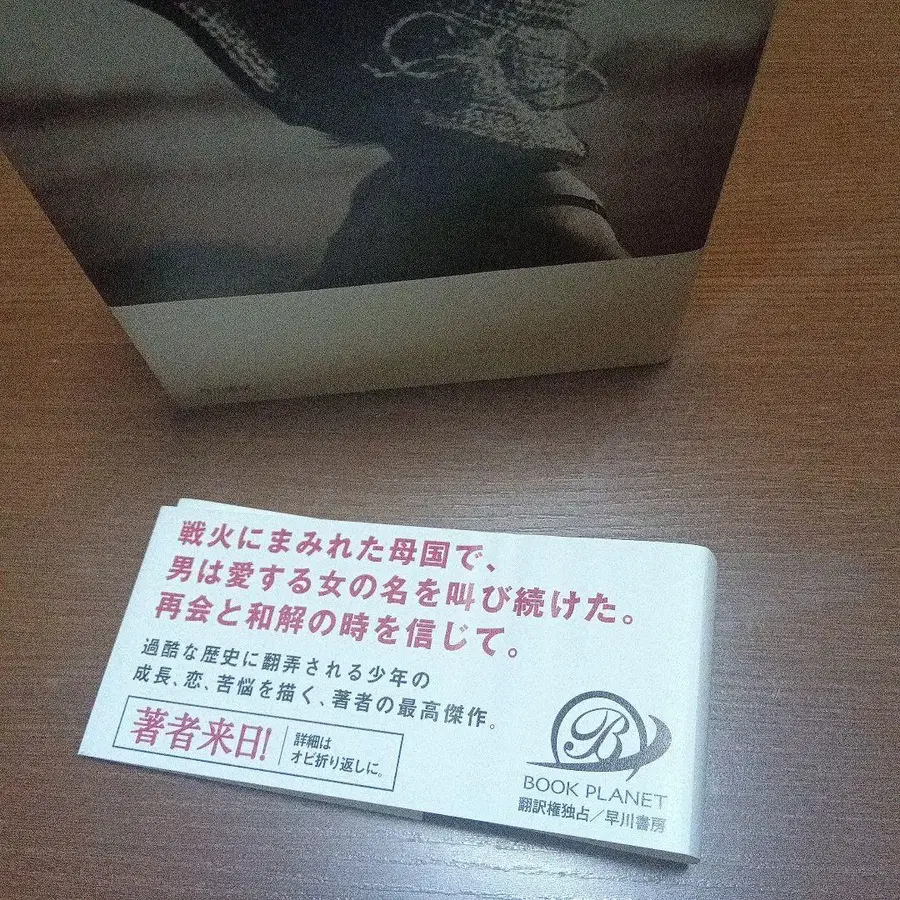 戦火にまみれた母国で、
男は愛する女の名を叫び続けた。
再会と和解の時を信じて。
過酷な歴史に翻弄される少年の
成長、恋、苦悩を描く、著者の最高傑作。
著者来日!
詳細は
オビ折り返しに。
B
BOOK PLANET
翻訳権独占/早川書房